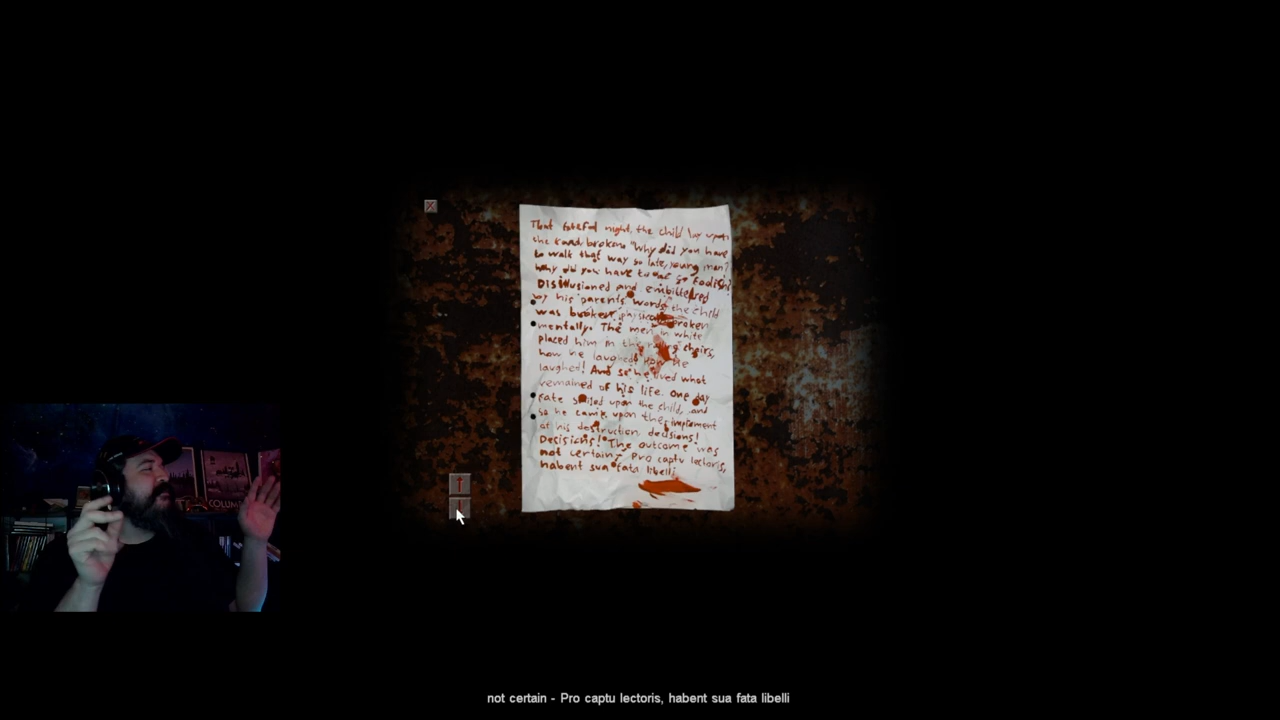 That fateful night, the child lay upon
the road, broken. "Why did you have
to walk that way so late, young man?
Why did you have to be so foolish?
Disillusioned and embittered
by his parents words the child
was broken, physically broken
mentally. The men in white
placed him in the chairs,
how he laughed! How he
laughed! And so he lived what
remained of his life. One day
fate smiled upon the child, and
so he came upon the implement
of his destruction, decisions!
Decisions! The outcome was
not certain - Pro captu lectoris,
habent sua fata libelli
COLUM
not certain - Pro captu lectoris, habent sua fata libelli